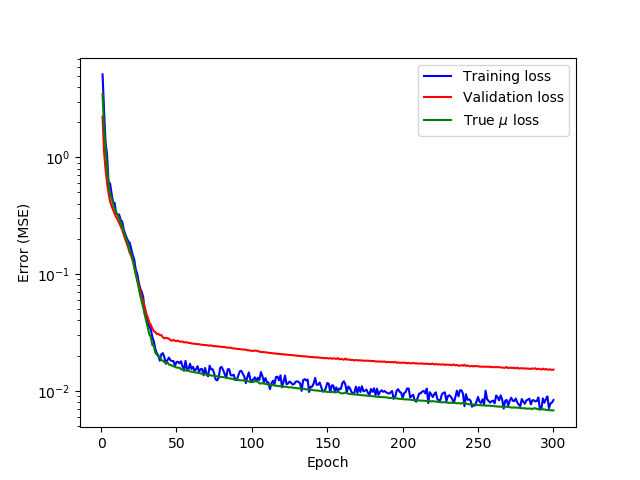 Training loss
Validation loss
True μ loss
10⁰
10⁻¹
10⁻²
Error (MSE)
0 50 100 150 200 250 300
Epoch